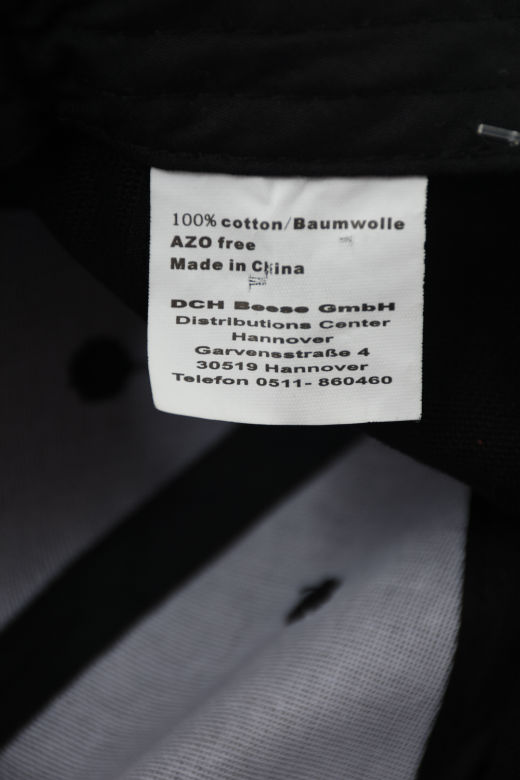 100% cotton/Baumwolle
AZO free
Made in China
DCH Beese GmbH
Distributions Center
Hannover
Garvensstraße 4
30519 Hannover
Telefon 0511- 860460